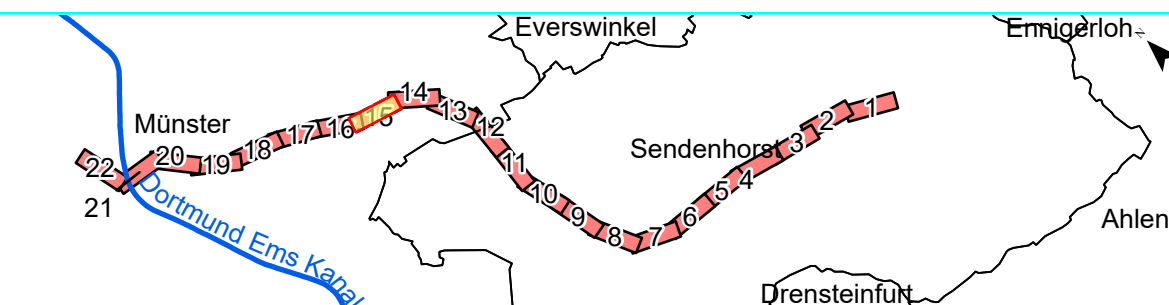 Everswinkel
Ennigerloh
N
Münster
Sendenhorst
Ahlen
Drensteinfurt
Dortmund Ems Kanal
22
21
20
19
18
17
16
15
14
13
12
11
10
9
8
7
6
5
4
3
2
1